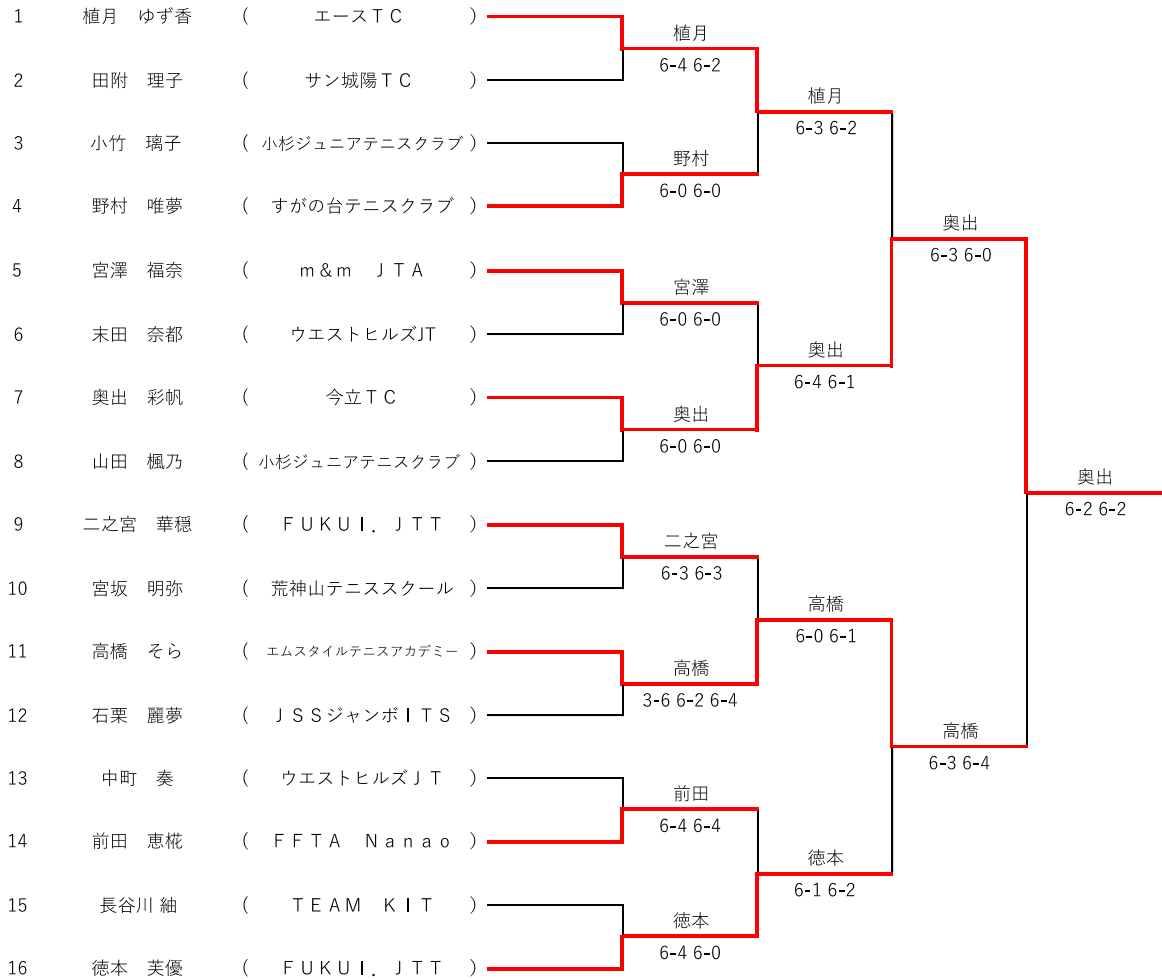 1 植月　ゆず香 ( エースＴＣ )
植月
6-4 6-2
2 田附　理子 ( サン城陽ＴＣ )
植月
6-3 6-2
3 小竹　璃子 ( 小杉ジュニアテニスクラブ )
野村
6-0 6-0
4 野村　唯夢 ( すがの台テニスクラブ )
奥出
6-3 6-0
5 宮澤　福奈 ( ｍ＆ｍ　ＪＴＡ )
宮澤
6-0 6-0
6 末田　奈都 ( ウエストヒルズJT )
奥出
6-4 6-1
7 奥出　彩帆 ( 今立ＴＣ )
奥出
6-0 6-0
8 山田　楓乃 ( 小杉ジュニアテニスクラブ )
奥出
6-2 6-2
9 二之宮　華穏 ( ＦＵＫＵＩ．ＪＴＴ )
二之宮
6-3 6-3
10 宮坂　明弥 ( 荒神山テニススクール )
高橋
6-0 6-1
11 高橋　そら ( エムスタイルテニスアカデミー )
高橋
3-6 6-2 6-4
12 石栗　麗夢 ( ＪＳＳジャンボＩＴＳ )
高橋
6-3 6-4
13 中町　奏 ( ウエストヒルズＪＴ )
前田
6-4 6-4
14 前田　恵椛 ( ＦＦＴＡ　Ｎａｎａｏ )
徳本
6-1 6-2
15 長谷川 紬 ( ＴＥＡＭ　ＫＩＴ )
徳本
6-4 6-0
16 徳本　芙優 ( ＦＵＫＵＩ．ＪＴＴ )